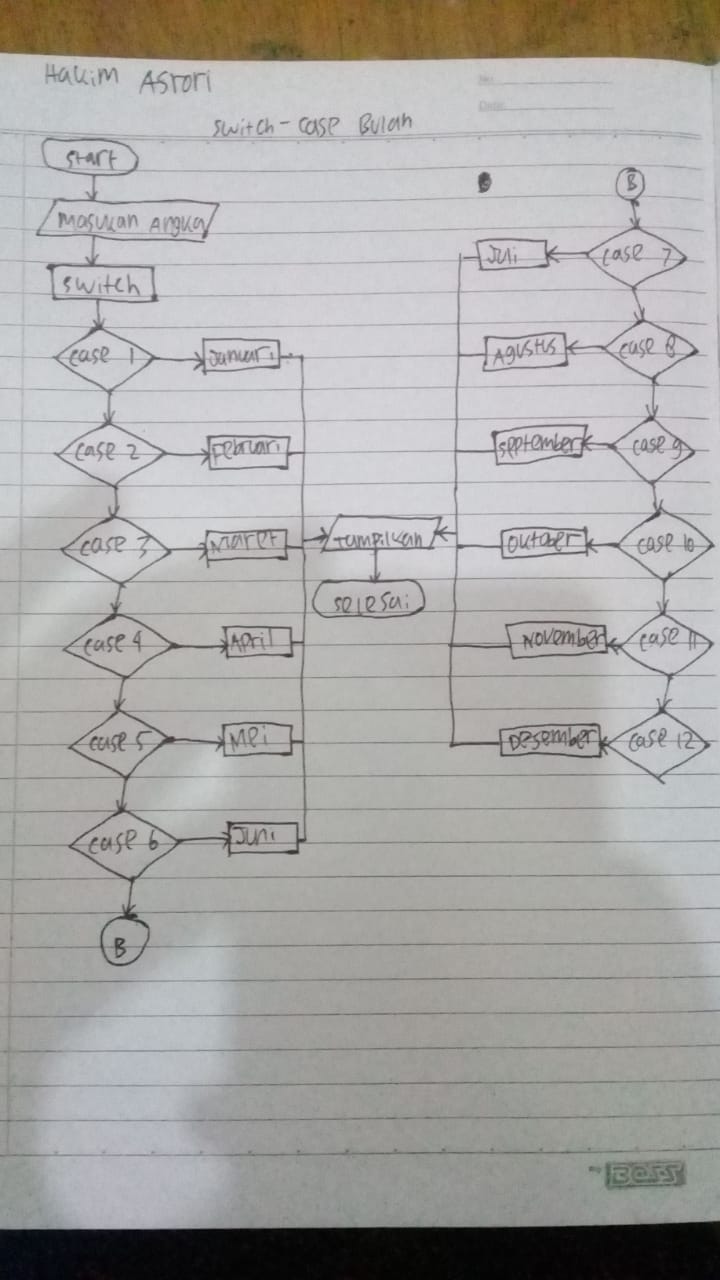 Hakim Asrori
No.
Date.
Switch-case Bulan
start
Masukan Angka
switch
case 1
Januari
case 2
Februari
case 3
Maret
case 4
April
case 5
Mei
case 6
Juni
B
Tampilkan
selesai
B
case 7
Juli
case 8
Agustus
case 9
September
case 10
Oktober
case 11
November
case 12
Desember
BOSS